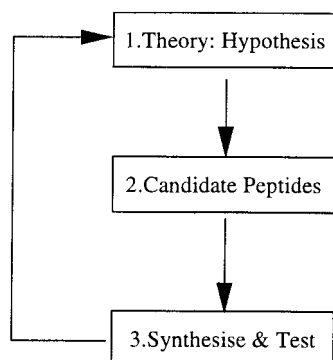 1.Theory: Hypothesis
2.Candidate Peptides
3.Synthesise & Test